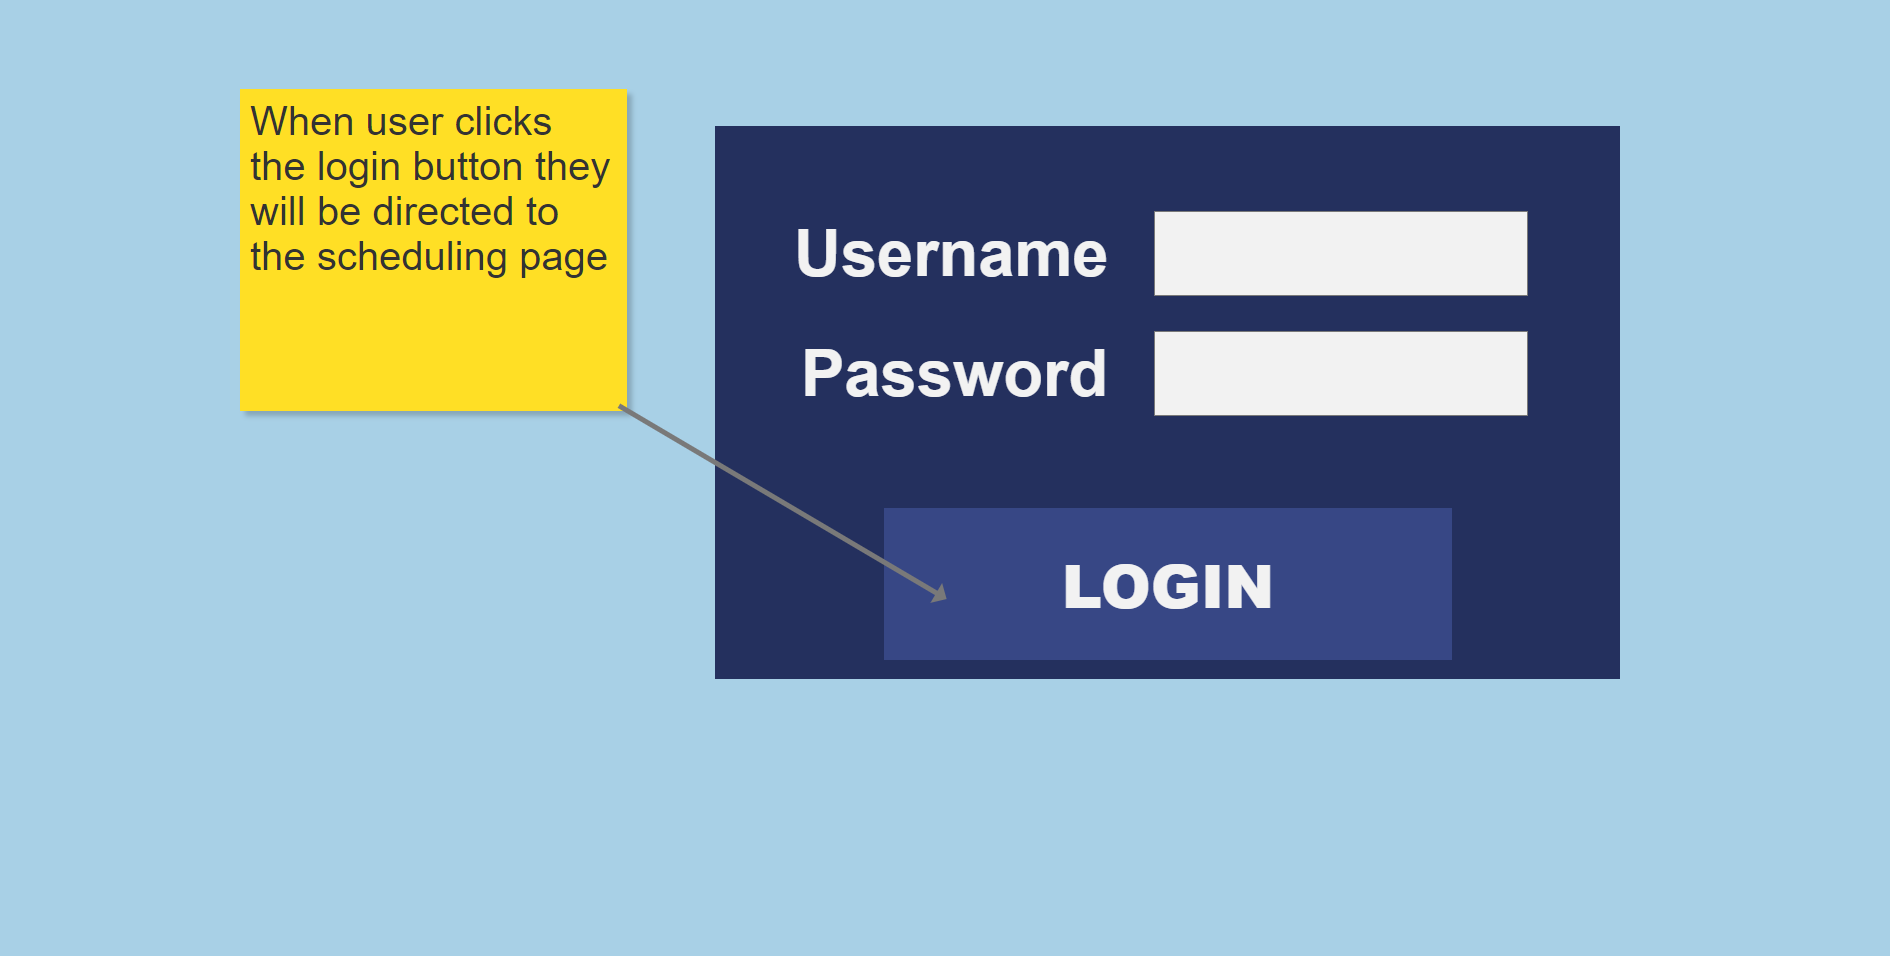 When user clicks
the login button they
will be directed to
the scheduling page
Username
Password
LOGIN